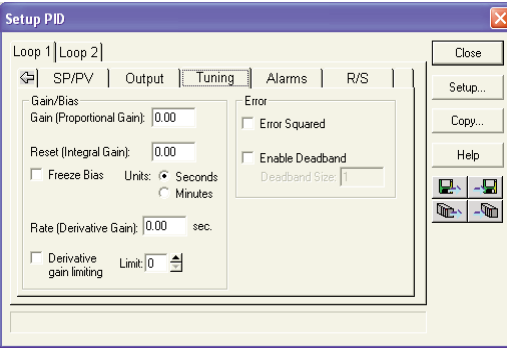 Setup PID
Loop 1 Loop 2
SP/PV Output Tuning Alarms R/S
Gain/Bias
Gain (Proportional Gain): 0.00
Reset (Integral Gain): 0.00
Freeze Bias Units: Seconds
Minutes
Rate (Derivative Gain): 0.00 sec.
Derivative
gain limiting Limit: 0
Error
Error Squared
Enable Deadband
Deadband Size: 1
Close
Setup...
Copy...
Help